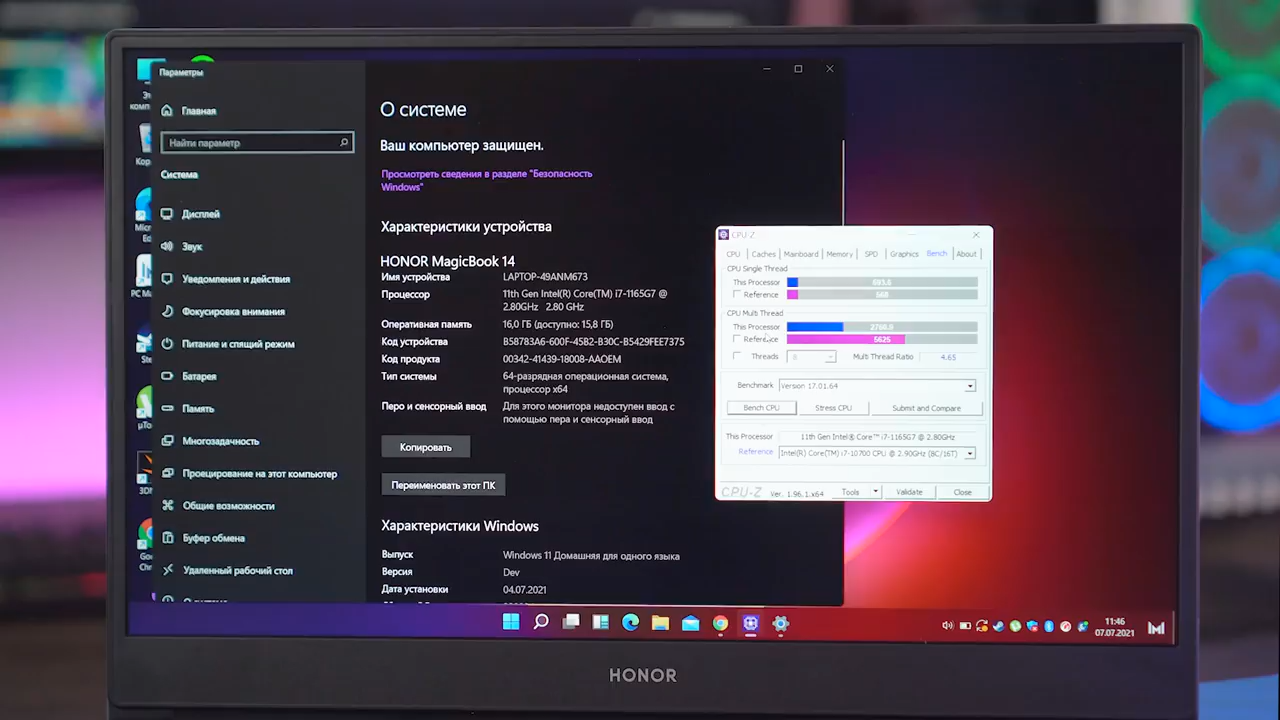 Параметры
Главная
Найти параметр
Система
Дисплей
Звук
Уведомления и действия
Фокусировка внимания
Питание и спящий режим
Батарея
Память
Многозадачность
Проецирование на этот компьютер
Общие возможности
Буфер обмена
Удаленный рабочий стол
О системе
Ваш компьютер защищен.
Просмотреть сведения в разделе "Безопасность
Windows"
Характеристики устройства
HONOR MagicBook 14
Имя устройства LAPTOP-49ANM673
Процессор 11th Gen Intel(R) Core(TM) i7-1165G7 @
2.80GHz 2.80 GHz
Оперативная память 16,0 ГБ (доступно: 15,8 ГБ)
Код устройства B58783A6-600F-4582-B30C-B5429FEE7375
Код продукта 00342-41439-18008-AAOEM
Тип системы 64-разрядная операционная система,
процессор x64
Перо и сенсорный ввод Для этого монитора недоступен ввод с
помощью пера и сенсорный ввод
Копировать
Переименовать этот ПК
Характеристики Windows
Выпуск Windows 11 Домашняя для одного языка
Версия Dev
Дата установки 04.07.2021
CPU-Z
CPU Caches Mainboard Memory SPD Graphics Bench About
CPU Single Thread
This Processor 593.6
Reference 560
CPU Multi Thread
This Processor
Reference 5625
Threads 8 Multi Thread Ratio 4.65
Benchmark Version 17.01.64
Bench CPU Stress CPU Submit and Compare
This Processor 11th Gen Intel® Core™ i7-1165G7 @ 2.80GHz
Reference Intel(R) Core(TM) i7-10700 CPU @ 2.90GHz (8C/16T)
CPU-Z Ver. 1.96.1.x64 Tools Validate Close
11:46
07.07.2021
HONOR